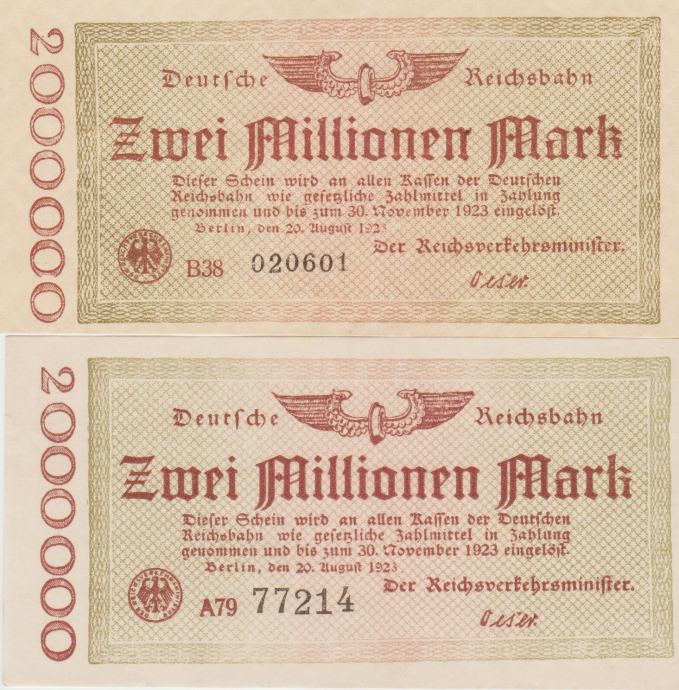 2000000
Deutsche Reichsbahn
Zwei Millionen Mark
Dieser Schein wird an allen Kassen der Deutschen
Reichsbahn wie gesetzliche Zahlmittel in Zahlung
genommen und bis zum 30. November 1923 eingelöst.
Berlin, den 20. August 1923
Der Reichsverkehrsminister.
B38 020601
Oeser.
2000000
Deutsche Reichsbahn
Zwei Millionen Mark
Dieser Schein wird an allen Kassen der Deutschen
Reichsbahn wie gesetzliche Zahlmittel in Zahlung
genommen und bis zum 30. November 1923 eingelöst.
Berlin, den 20. August 1923.
Der Reichsverkehrsminister.
A79 77214
Oeser.